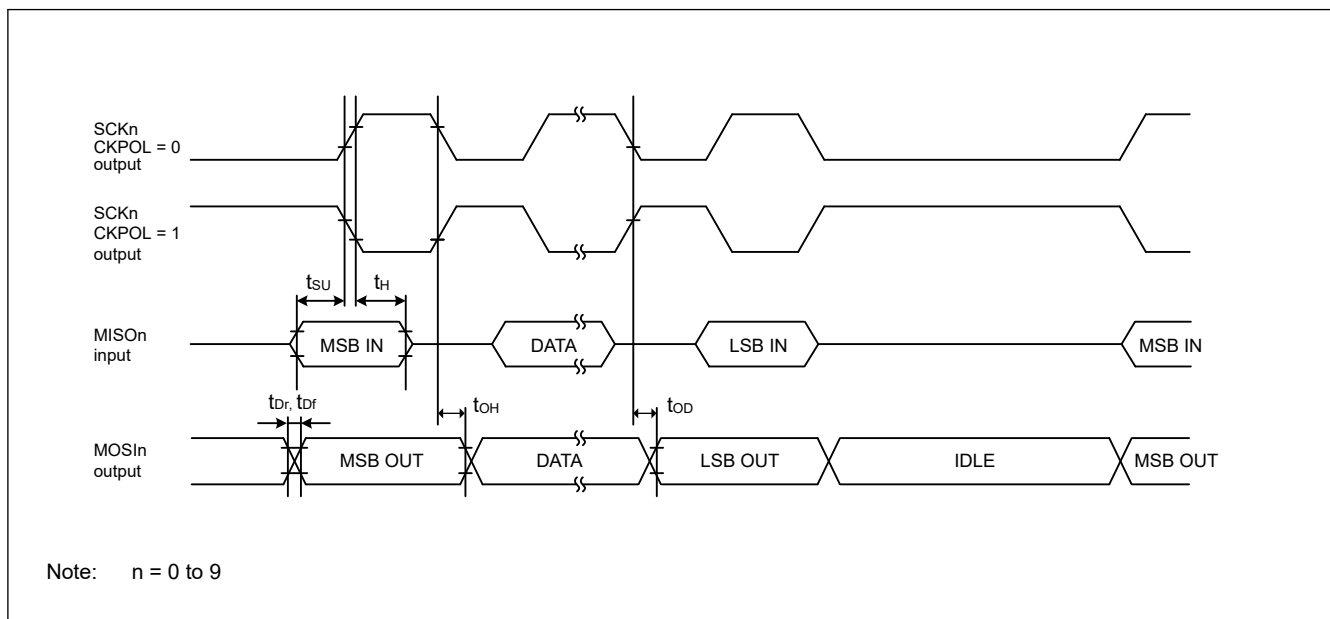 SCKn
CKPOL = 0
output
SCKn
CKPOL = 1
output
tSU
tH
MISOn
input
MSB IN
DATA
LSB IN
MSB IN
tDr, tDf
tOH
tOD
MOSIn
output
MSB OUT
DATA
LSB OUT
IDLE
MSB OUT
Note: n = 0 to 9